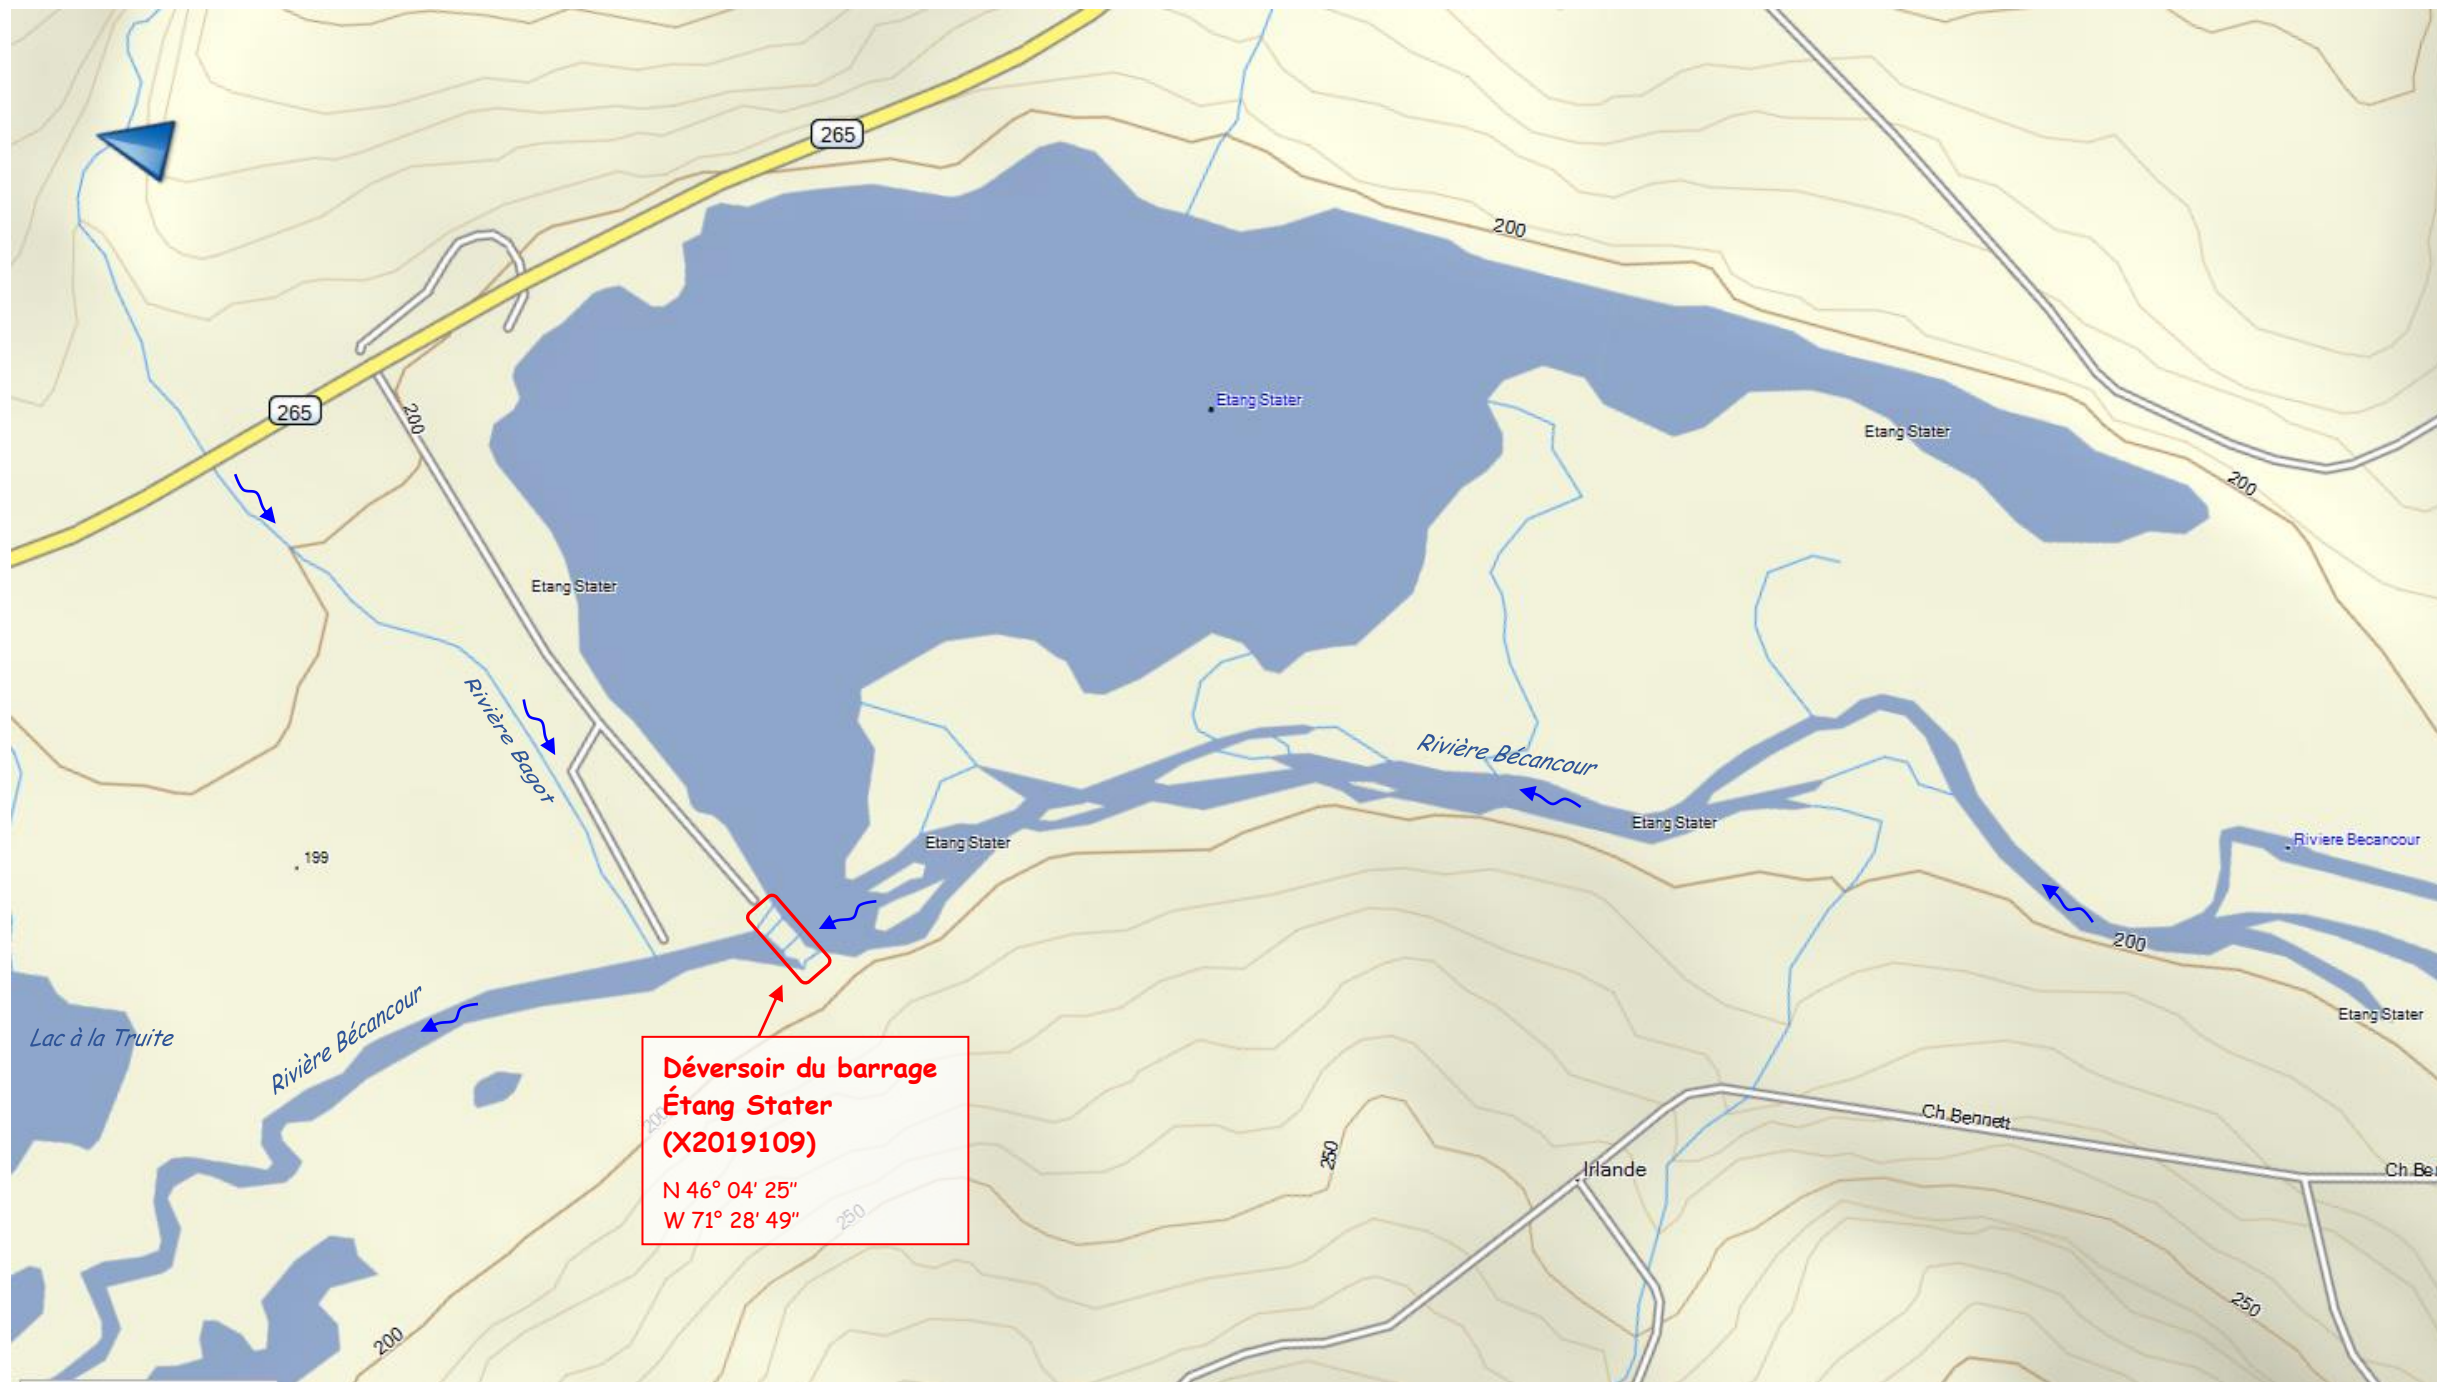 265
200
265
Etang Stater
200
Etang Stater
200
Etang Stater
Rivière Bagot
Rivière Bécancour
Etang Stater
Etang Stater
Riviere Becancour
199
200
Etang Stater
Lac à la Truite
Rivière Bécancour
Déversoir du barrage
Étang Stater
(X2019109)
N 46° 04' 25"
W 71° 28' 49"
200
250
250
Ch Bennett
Irlande
Ch Be
250
200